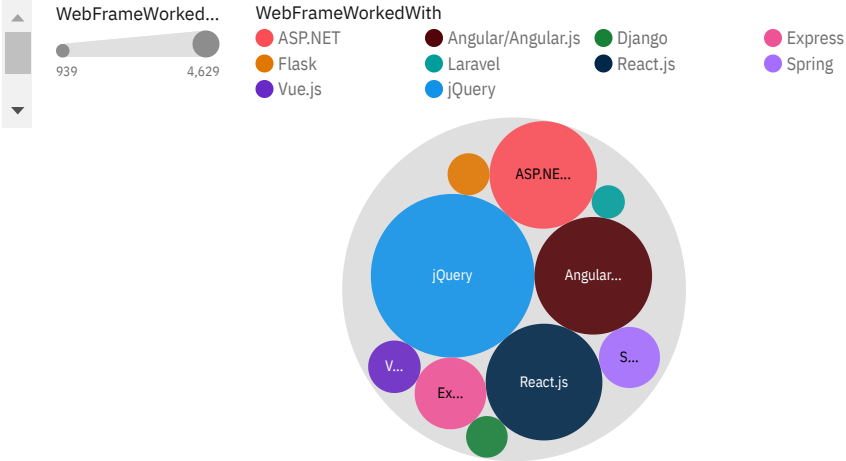 WebFrameWorked...
939
4,629
WebFrameWorkedWith
ASP.NET
Angular/Angular.js
Django
Express
Flask
Laravel
React.js
Spring
Vue.js
jQuery
ASP.NE...
jQuery
Angular...
S...
V...
React.js
Ex...